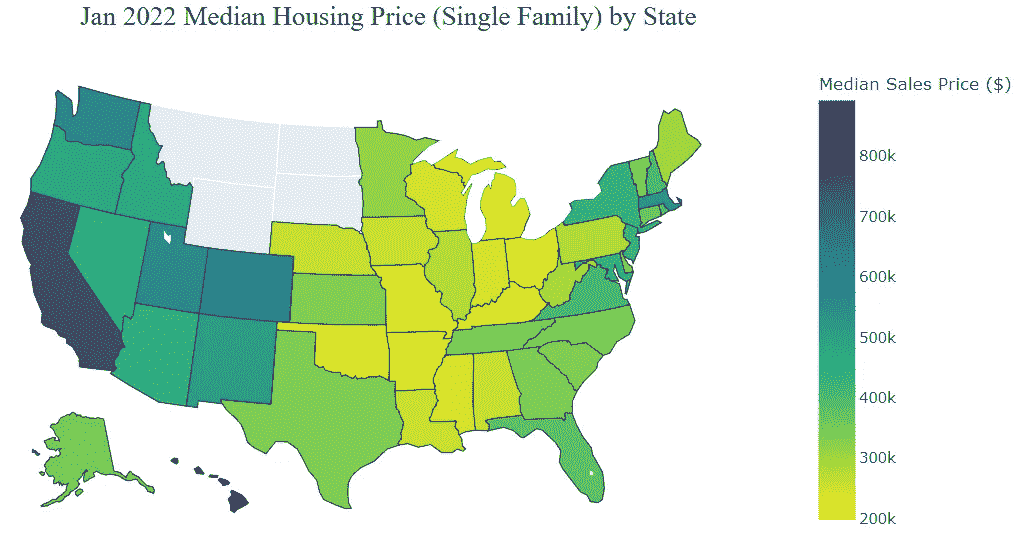 Jan 2022 Median Housing Price (Single Family) by State
Median Sales Price ($)
800k
700k
600k
500k
400k
300k
200k